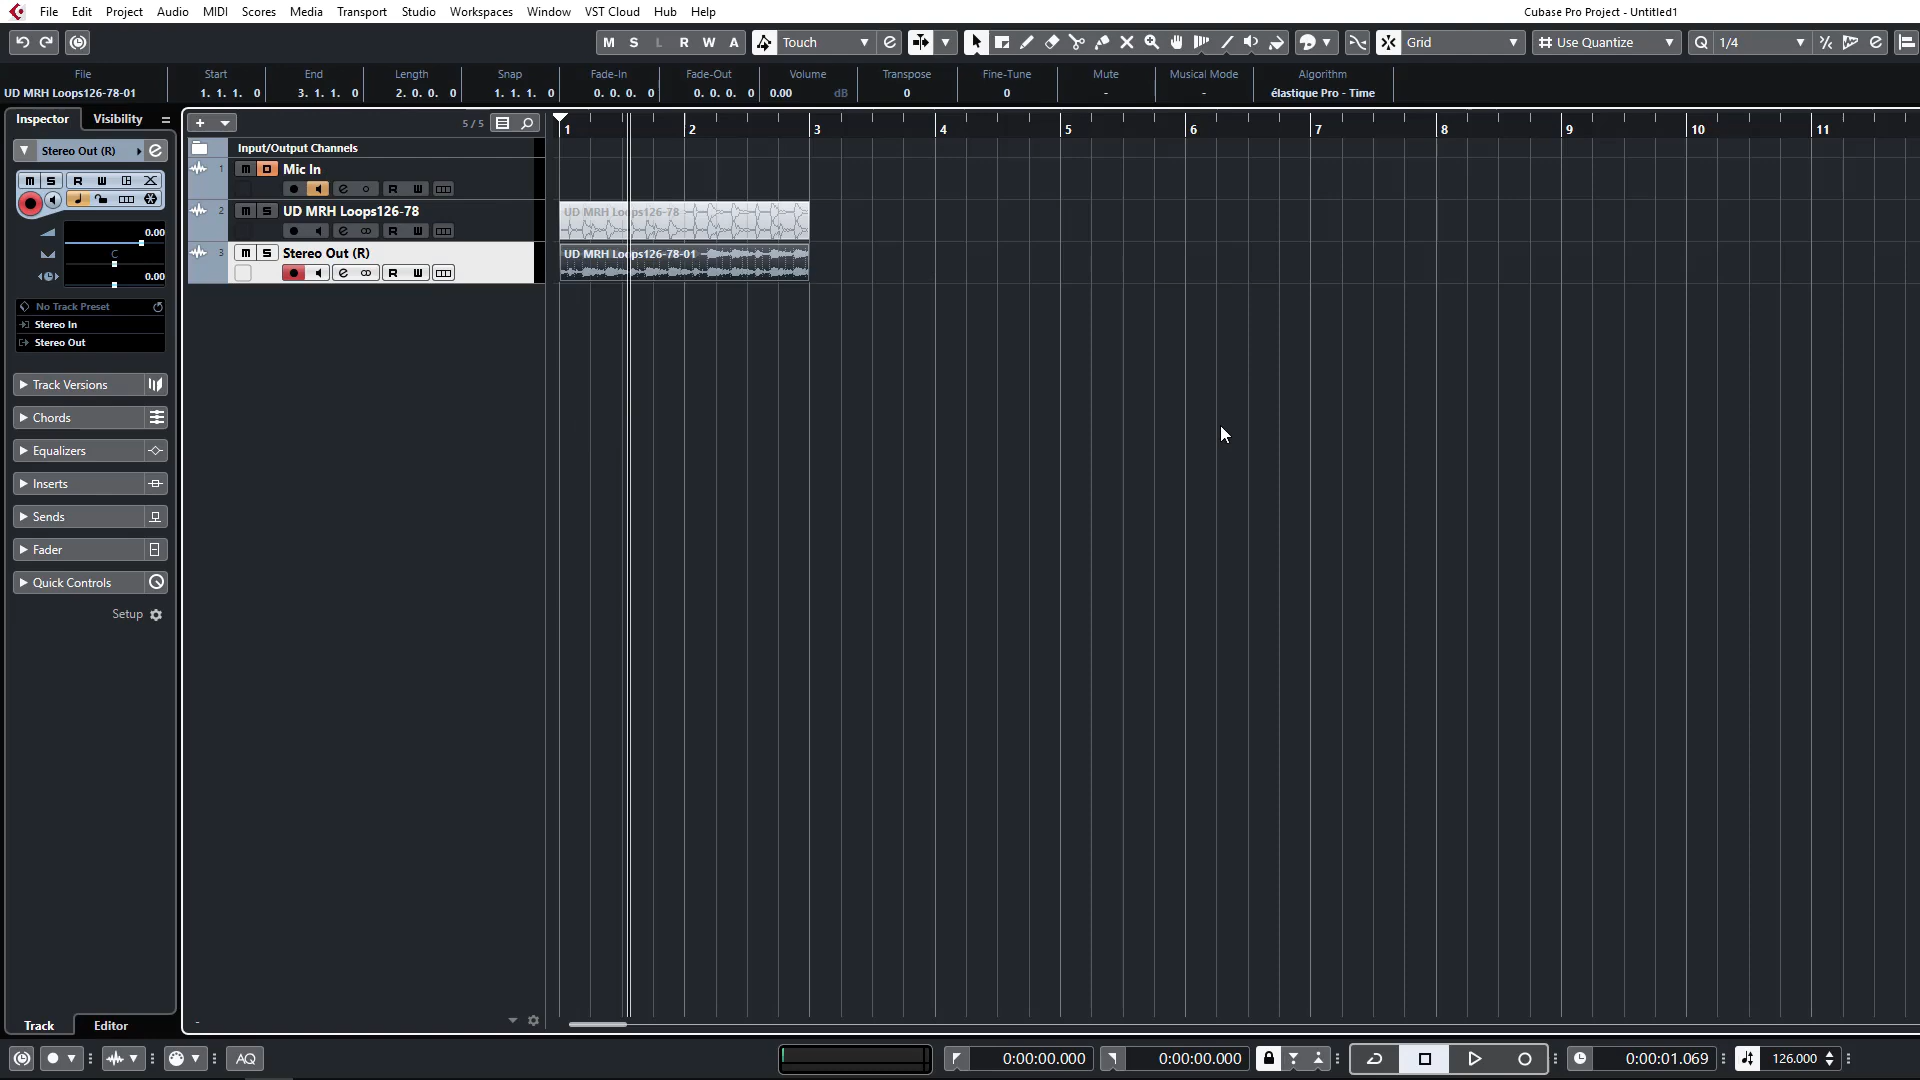 File Edit Project Audio MIDI Scores Media Transport Studio Workspaces Window VST Cloud Hub Help Cubase Pro Project - Untitled1
M S L R W A Touch Grid Use Quantize Q 1/4
File Start End Length Snap Fade-In Fade-Out Volume Transpose Fine-Tune Mute Musical Mode Algorithm
UD MRH Loops126-78-01 1. 1. 1. 0 3. 1. 1. 0 2. 0. 0. 0 1. 1. 1. 0 0. 0. 0. 0 0. 0. 0. 0 0.00 dB 0 0 - - élastique Pro - Time
Inspector Visibility 5 / 5 1 2 3 4 5 6 7 8 9 10 11
Stereo Out (R)
M S R W
0.00
C
0.00
No Track Preset
Stereo In
Stereo Out
Track Versions
Chords
Equalizers
Inserts
Sends
Fader
Quick Controls
Setup
Input/Output Channels
1 M Mic In
R W
2 M S UD MRH Loops126-78
R W
3 M S Stereo Out (R)
R W
UD MRH Loops126-78
UD MRH Loops126-78-01
Track Editor
AQ 0:00:00.000 0:00:00.000 0:00:01.069 126.000